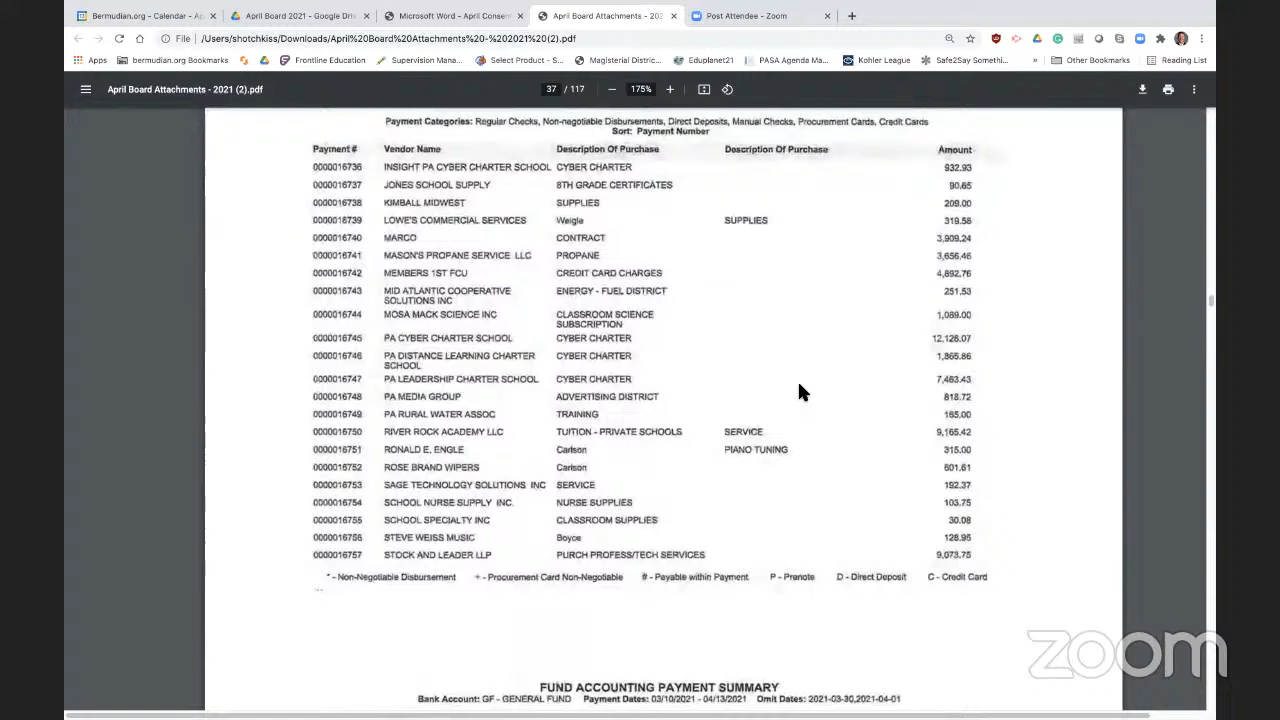 Bermudian.org - Calendar - Ap
April Board 2021 - Google Driv
Microsoft Word - April Consent
April Board Attachments - 202
Post Attendee - Zoom
File /Users/shotchkiss/Downloads/April%20Board%20Attachments%20-%202021%20(2).pdf
Apps bermudian.org Bookmarks Frontline Education Supervision Mana... Select Product - S... Magisterial Distric... Eduplanet21 PASA Agenda Ma... Kohler League Safe2Say Somethi... » Other Bookmarks Reading List
April Board Attachments - 2021 (2).pdf 37 / 117 175%
Payment Categories: Regular Checks, Non-negotiable Disbursements, Direct Deposits, Manual Checks, Procurement Cards, Credit Cards
Sort: Payment Number
Payment # Vendor Name Description Of Purchase Description Of Purchase Amount
0000016736 INSIGHT PA CYBER CHARTER SCHOOL CYBER CHARTER 932.93
0000016737 JONES SCHOOL SUPPLY 8TH GRADE CERTIFICATES 90.65
0000016738 KIMBALL MIDWEST SUPPLIES 209.00
0000016739 LOWE'S COMMERCIAL SERVICES Weigle SUPPLIES 319.58
0000016740 MARCO CONTRACT 3,909.24
0000016741 MASON'S PROPANE SERVICE LLC PROPANE 3,656.46
0000016742 MEMBERS 1ST FCU CREDIT CARD CHARGES 4,892.76
0000016743 MID ATLANTIC COOPERATIVE ENERGY - FUEL DISTRICT 251.53
SOLUTIONS INC
0000016744 MOSA MACK SCIENCE INC CLASSROOM SCIENCE 1,089.00
SUBSCRIPTION
0000016745 PA CYBER CHARTER SCHOOL CYBER CHARTER 12,128.07
0000016746 PA DISTANCE LEARNING CHARTER CYBER CHARTER 1,865.86
SCHOOL
0000016747 PA LEADERSHIP CHARTER SCHOOL CYBER CHARTER 7,463.43
0000016748 PA MEDIA GROUP ADVERTISING DISTRICT 818.72
0000016749 PA RURAL WATER ASSOC TRAINING 165.00
0000016750 RIVER ROCK ACADEMY LLC TUITION - PRIVATE SCHOOLS SERVICE 9,165.42
0000016751 RONALD E. ENGLE Carlson PIANO TUNING 315.00
0000016752 ROSE BRAND WIPERS Carlson 601.61
0000016753 SAGE TECHNOLOGY SOLUTIONS INC SERVICE 192.37
0000016754 SCHOOL NURSE SUPPLY INC. NURSE SUPPLIES 103.75
0000016755 SCHOOL SPECIALTY INC CLASSROOM SUPPLIES 30.08
0000016756 STEVE WEISS MUSIC Boyce 128.95
0000016757 STOCK AND LEADER LLP PURCH PROFESS/TECH SERVICES 9,073.75
* - Non-Negotiable Disbursement + - Procurement Card Non-Negotiable # - Payable within Payment P - Prenote D - Direct Deposit C - Credit Card
zoom
FUND ACCOUNTING PAYMENT SUMMARY
Bank Account: GF - GENERAL FUND Payment Dates: 03/10/2021 - 04/13/2021 Omit Dates: 2021-03-30,2021-04-01